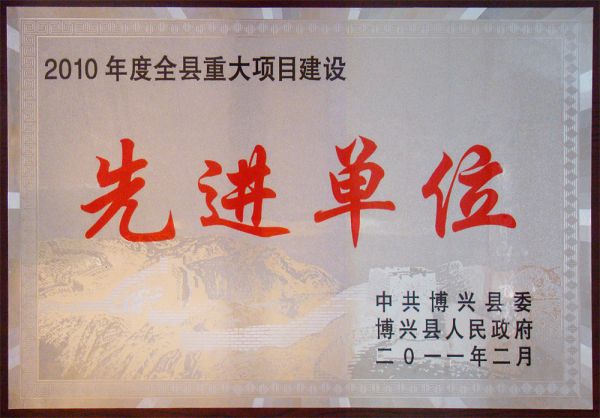 2010年度全县重大项目建设
先进单位
中共博兴县委
博兴县人民政府
二〇一一年二月